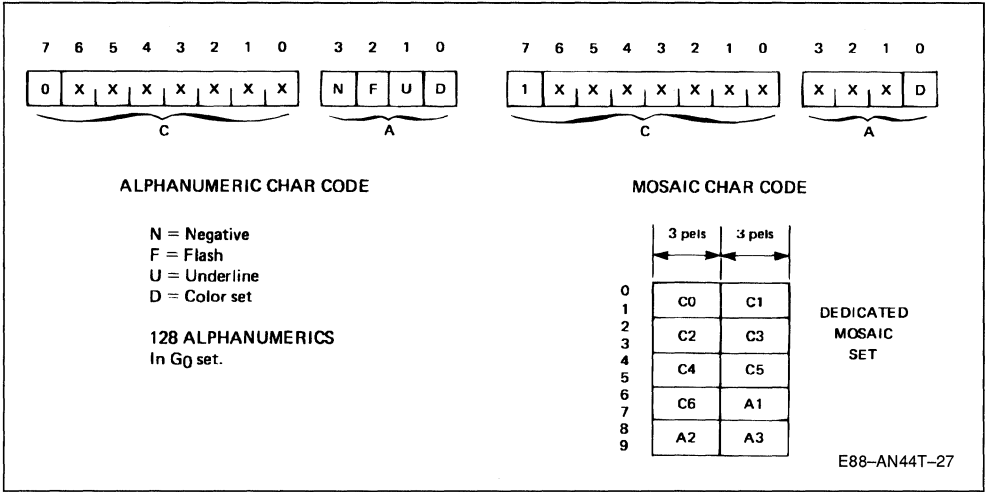 7 6 5 4 3 2 1 0 3 2 1 0 7 6 5 4 3 2 1 0 3 2 1 0
0 X X X X X X X N F U D 1 X X X X X X X X X X D
C A C A
ALPHANUMERIC CHAR CODE
N = Negative
F = Flash
U = Underline
D = Color set
128 ALPHANUMERICS
In G0 set.
MOSAIC CHAR CODE
3 pels 3 pels
0
1
2
3
4
5
6
7
8
9
C0 C1
C2 C3
C4 C5
C6 A1
A2 A3
DEDICATED
MOSAIC
SET
E88–AN44T–27